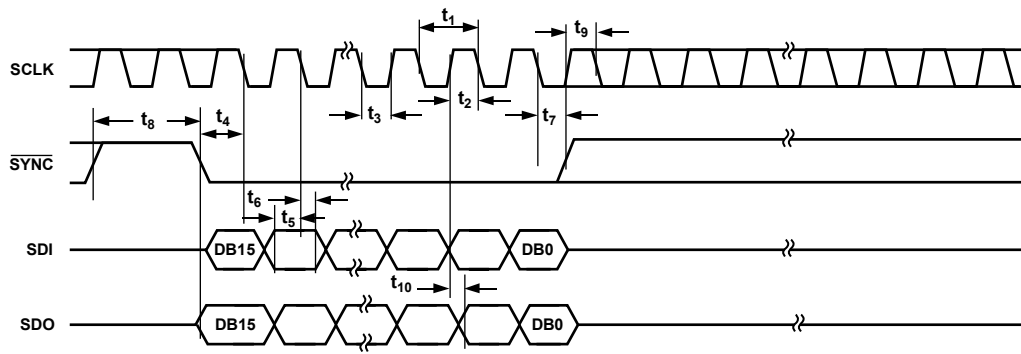 t1
t9
SCLK
t2
t3
t7
t8
t4
SYNC
t6
t5
SDI
DB15
DB0
t10
SDO
DB15
DB0